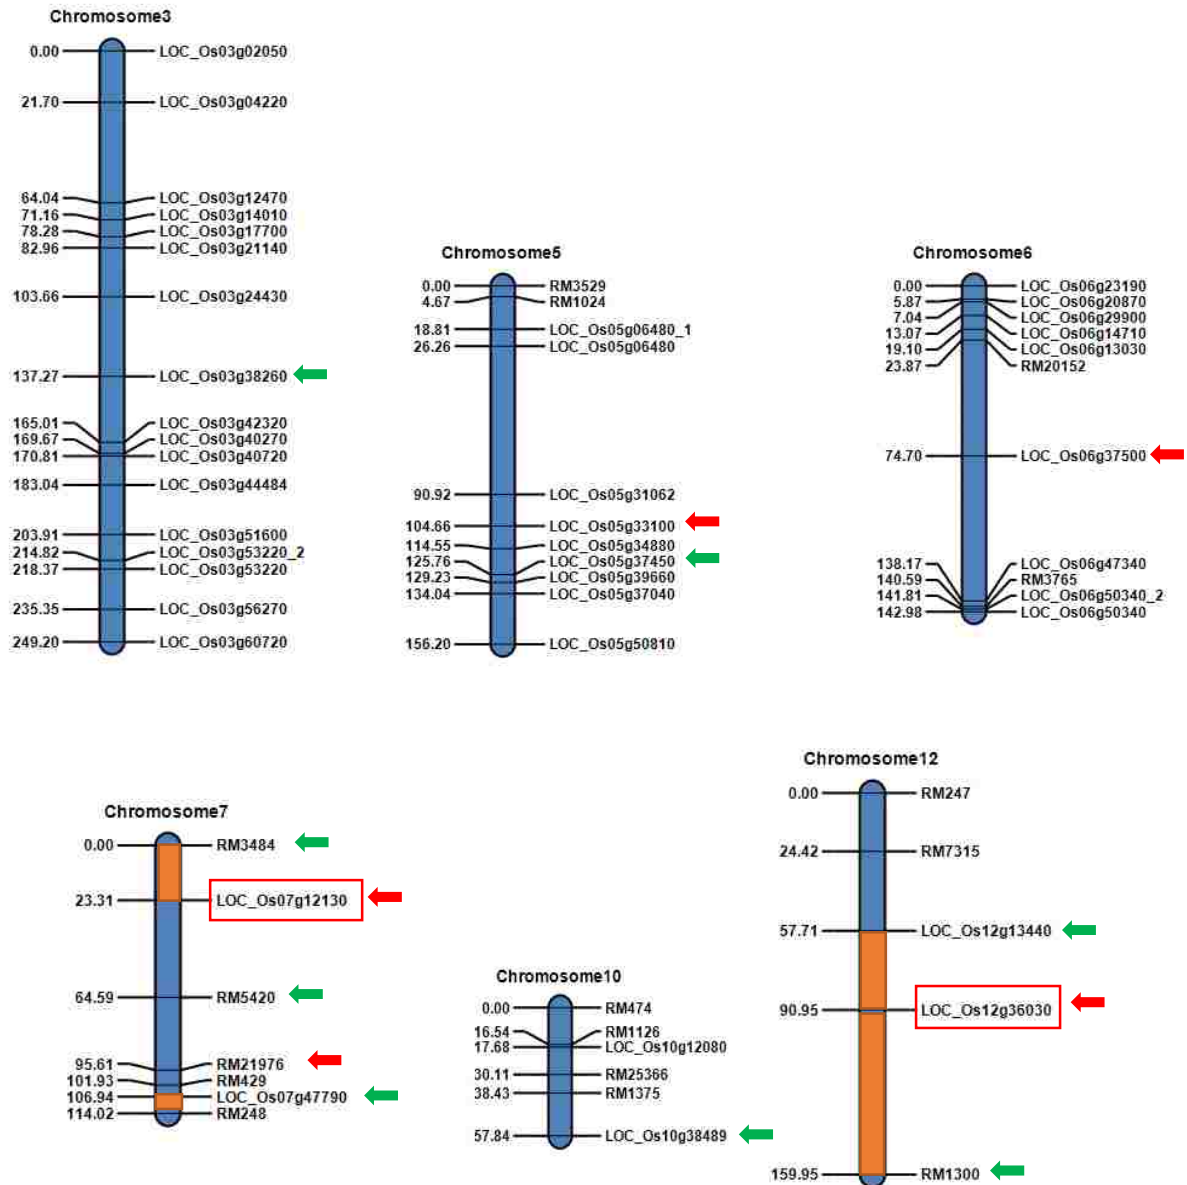 Chromosome3
0.00 LOC_Os03g02050
21.70 LOC_Os03g04220
64.04 LOC_Os03g12470
71.16 LOC_Os03g14010
78.28 LOC_Os03g17700
82.96 LOC_Os03g21140
103.66 LOC_Os03g24430
137.27 LOC_Os03g38260
165.01 LOC_Os03g42320
169.67 LOC_Os03g40270
170.81 LOC_Os03g40720
183.04 LOC_Os03g44484
203.91 LOC_Os03g51600
214.82 LOC_Os03g53220_2
218.37 LOC_Os03g53220
235.35 LOC_Os03g56270
249.20 LOC_Os03g60720
Chromosome5
0.00 RM3529
4.67 RM1024
18.81 LOC_Os05g06480_1
26.26 LOC_Os05g06480
90.92 LOC_Os05g31062
104.66 LOC_Os05g33100
114.55 LOC_Os05g34880
125.76 LOC_Os05g37450
129.23 LOC_Os05g39660
134.04 LOC_Os05g37040
156.20 LOC_Os05g50810
Chromosome6
0.00 LOC_Os06g23190
5.87 LOC_Os06g20870
7.04 LOC_Os06g29900
13.07 LOC_Os06g14710
19.10 LOC_Os06g13030
23.87 RM20152
74.70 LOC_Os06g37500
138.17 LOC_Os06g47340
140.59 RM3765
141.81 LOC_Os06g50340_2
142.98 LOC_Os06g50340
Chromosome7
0.00 RM3484
23.31 LOC_Os07g12130
64.59 RM5420
95.61 RM21976
101.93 RM429
106.94 LOC_Os07g47790
114.02 RM248
Chromosome10
0.00 RM474
16.54 RM1126
17.68 LOC_Os10g12080
30.11 RM25366
38.43 RM1375
57.84 LOC_Os10g38489
Chromosome12
0.00 RM247
24.42 RM7315
57.71 LOC_Os12g13440
90.95 LOC_Os12g36030
159.95 RM1300